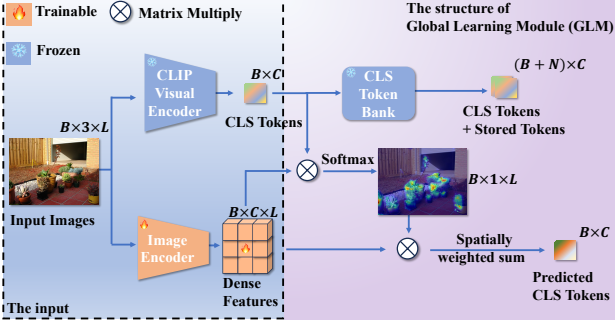 Trainable
Matrix Multiply
Frozen
The structure of
Global Learning Module (GLM)
CLIP
Visual
Encoder
B×C
CLS Tokens
CLS
Token
Bank
(B + N)×C
CLS Tokens
+ Stored Tokens
B×3×L
Input Images
Softmax
B×1×L
B×C×L
Image
Encoder
Dense
Features
Spatially
weighted sum
B×C
Predicted
CLS Tokens
The input